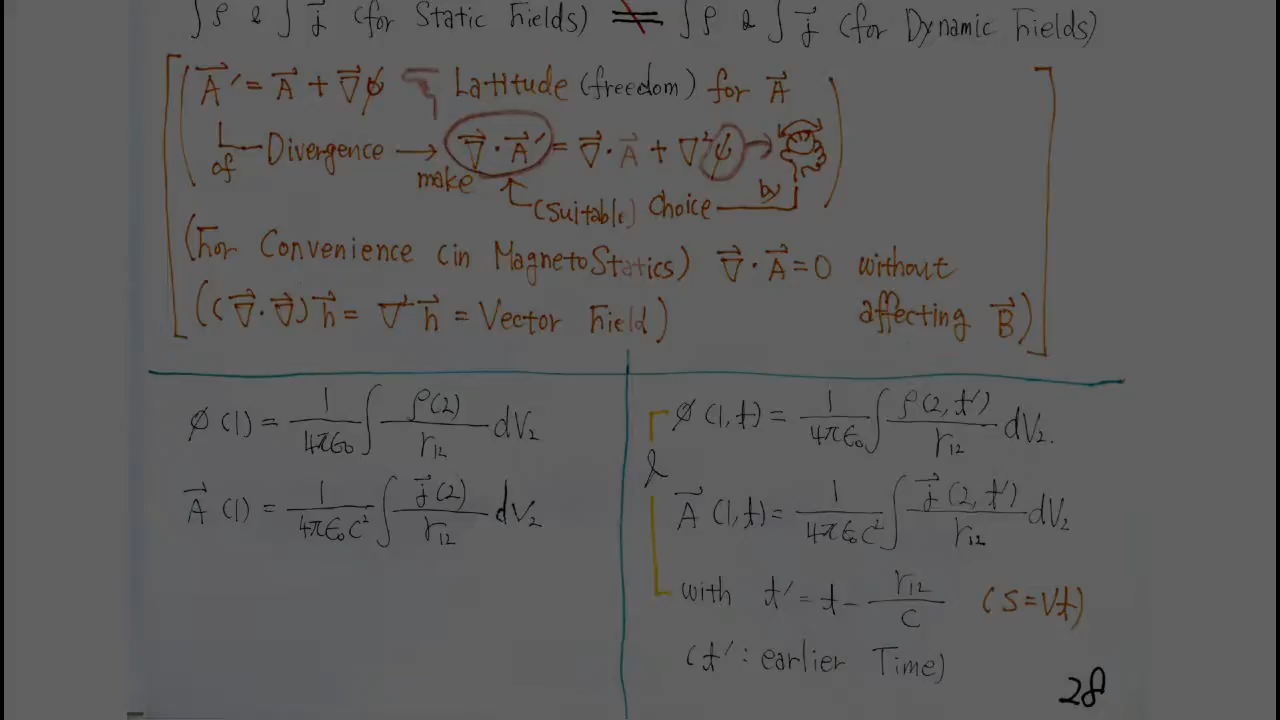 ∫ρ & ∫j⃗ (for Static Fields) ≠ ∫ρ & ∫j⃗ (for Dynamic Fields)
A⃗' = A⃗ + ∇⃗ψ Latitude (freedom) for A⃗
of Divergence → make ∇⃗·A⃗' = ∇⃗·A⃗ + ∇²ψ →
(Suitable) Choice by
(For Convenience (in MagnetoStatics) ∇⃗·A⃗ = 0 without
((∇⃗·∇⃗)h⃗ = ∇²h⃗ = Vector Field) affecting B⃗)
φ(1) = 1/4πε₀ ∫ ρ(2)/r₁₂ dV₂
A⃗(1) = 1/4πε₀c² ∫ j⃗(2)/r₁₂ dV₂
φ(1,t) = 1/4πε₀ ∫ ρ(2,t')/r₁₂ dV₂.
&
A⃗(1,t) = 1/4πε₀c² ∫ j⃗(2,t')/r₁₂ dV₂
with t' = t - r₁₂/c (S=Vt)
(t' : earlier Time)
28